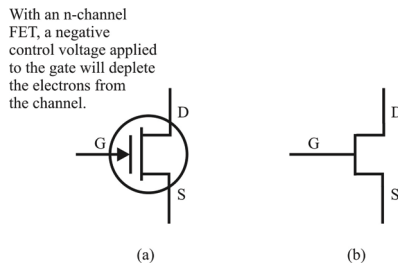 With an n-channel
FET, a negative
control voltage applied
to the gate will deplete
the electrons from
the channel.
D
G
S
(a)
D
G
S
(b)